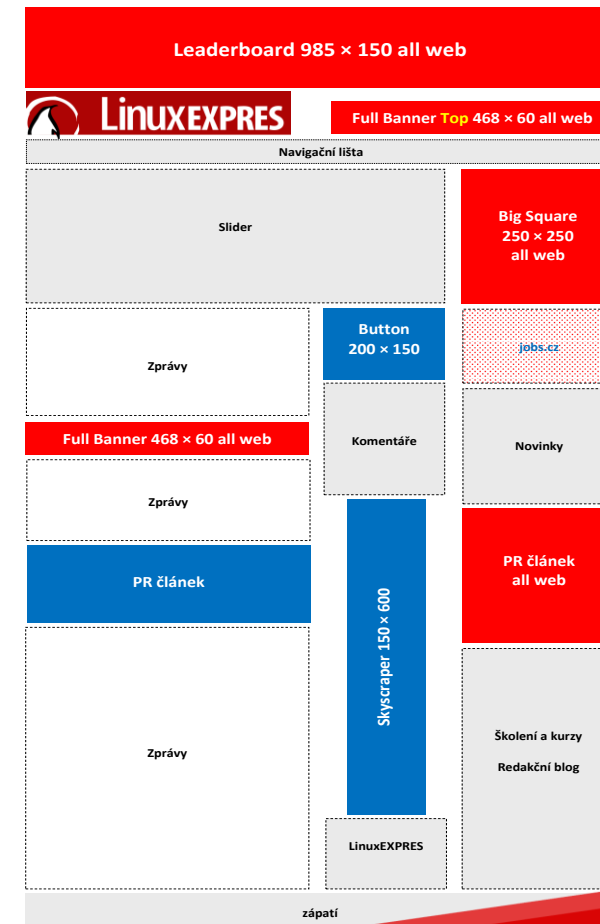 Leaderboard 985 × 150 all web
LinuxEXPRES
Full Banner Top 468 × 60 all web
Navigační lišta
Slider
Big Square
250 × 250
all web
Zprávy
Button
200 × 150
jobs.cz
Full Banner 468 × 60 all web
Komentáře
Novinky
Zprávy
PR článek
Skyscraper 150 × 600
PR článek
all web
Zprávy
Školení a kurzy
Redakční blog
LinuxEXPRES
zápatí